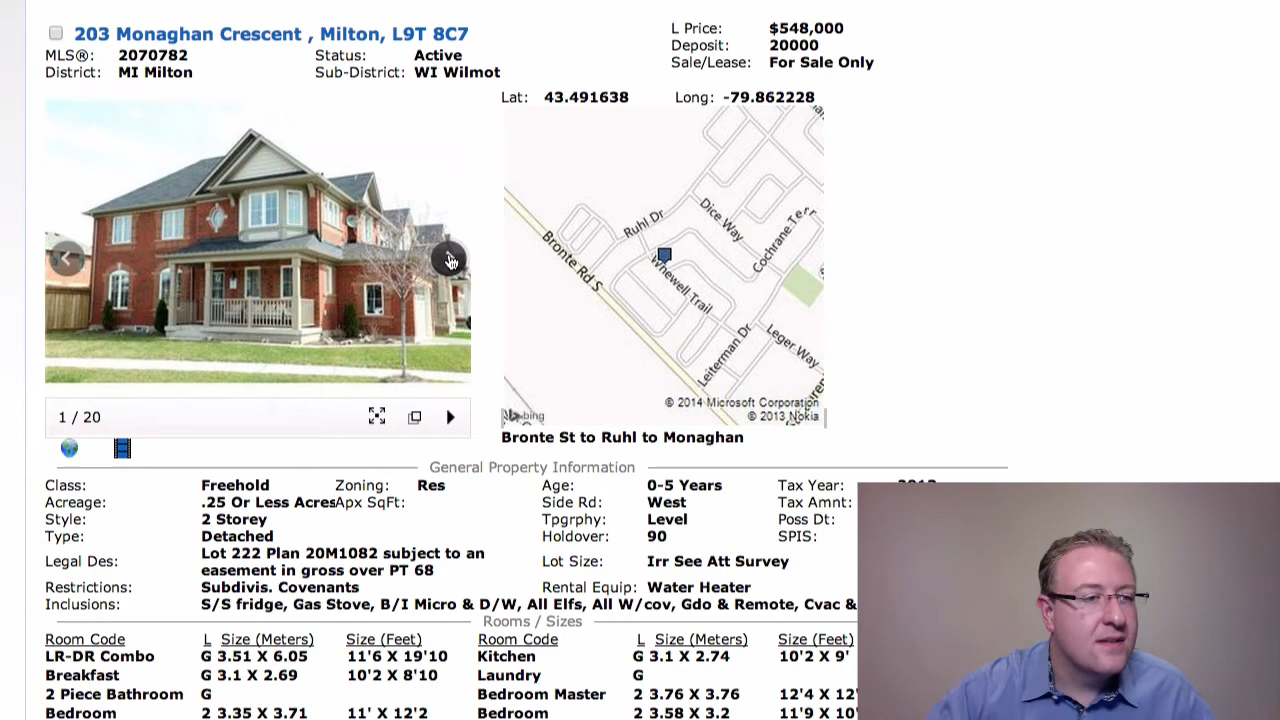 203 Monaghan Crescent , Milton, L9T 8C7
L Price: $548,000
MLS®: 2070782 Status: Active
Deposit: 20000
District: MI Milton Sub-District: WI Wilmot
Sale/Lease: For Sale Only
Lat: 43.491638 Long: -79.862228
Ruhl Dr
Dice Way
Cochrane Terr
Bronte Rd S
Whewell Trail
Leiterman Dr
Leger Way
© 2014 Microsoft Corporation
bing © 2013 Nokia
1 / 20
Bronte St to Ruhl to Monaghan
General Property Information
Class: Freehold Zoning: Res Age: 0-5 Years Tax Year:
Acreage: .25 Or Less Acres Apx SqFt: Side Rd: West Tax Amnt:
Style: 2 Storey Tpgrphy: Level Poss Dt:
Type: Detached Holdover: 90 SPIS:
Legal Des: Lot 222 Plan 20M1082 subject to an easement in gross over PT 68 Lot Size: Irr See Att Survey
Restrictions: Subdivis. Covenants Rental Equip: Water Heater
Inclusions: S/S fridge, Gas Stove, B/I Micro & D/W, All Elfs, All W/cov, Gdo & Remote, Cvac &
Rooms / Sizes
Room Code L Size (Meters) Size (Feet) Room Code L Size (Meters) Size (Feet)
LR-DR Combo G 3.51 X 6.05 11'6 X 19'10 Kitchen G 3.1 X 2.74 10'2 X 9'
Breakfast G 3.1 X 2.69 10'2 X 8'10 Laundry G
2 Piece Bathroom G Bedroom Master 2 3.76 X 3.76 12'4 X 12'
Bedroom 2 3.35 X 3.71 11' X 12'2 Bedroom 2 3.58 X 3.2 11'9 X 10'